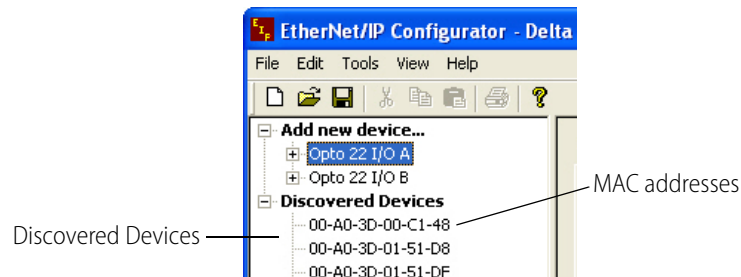 EIP EtherNet/IP Configurator - Delta
File Edit Tools View Help
Add new device...
Opto 22 I/O A
Opto 22 I/O B
Discovered Devices
00-A0-3D-00-C1-48
00-A0-3D-01-51-D8
00-A0-3D-01-51-DF
MAC addresses
Discovered Devices